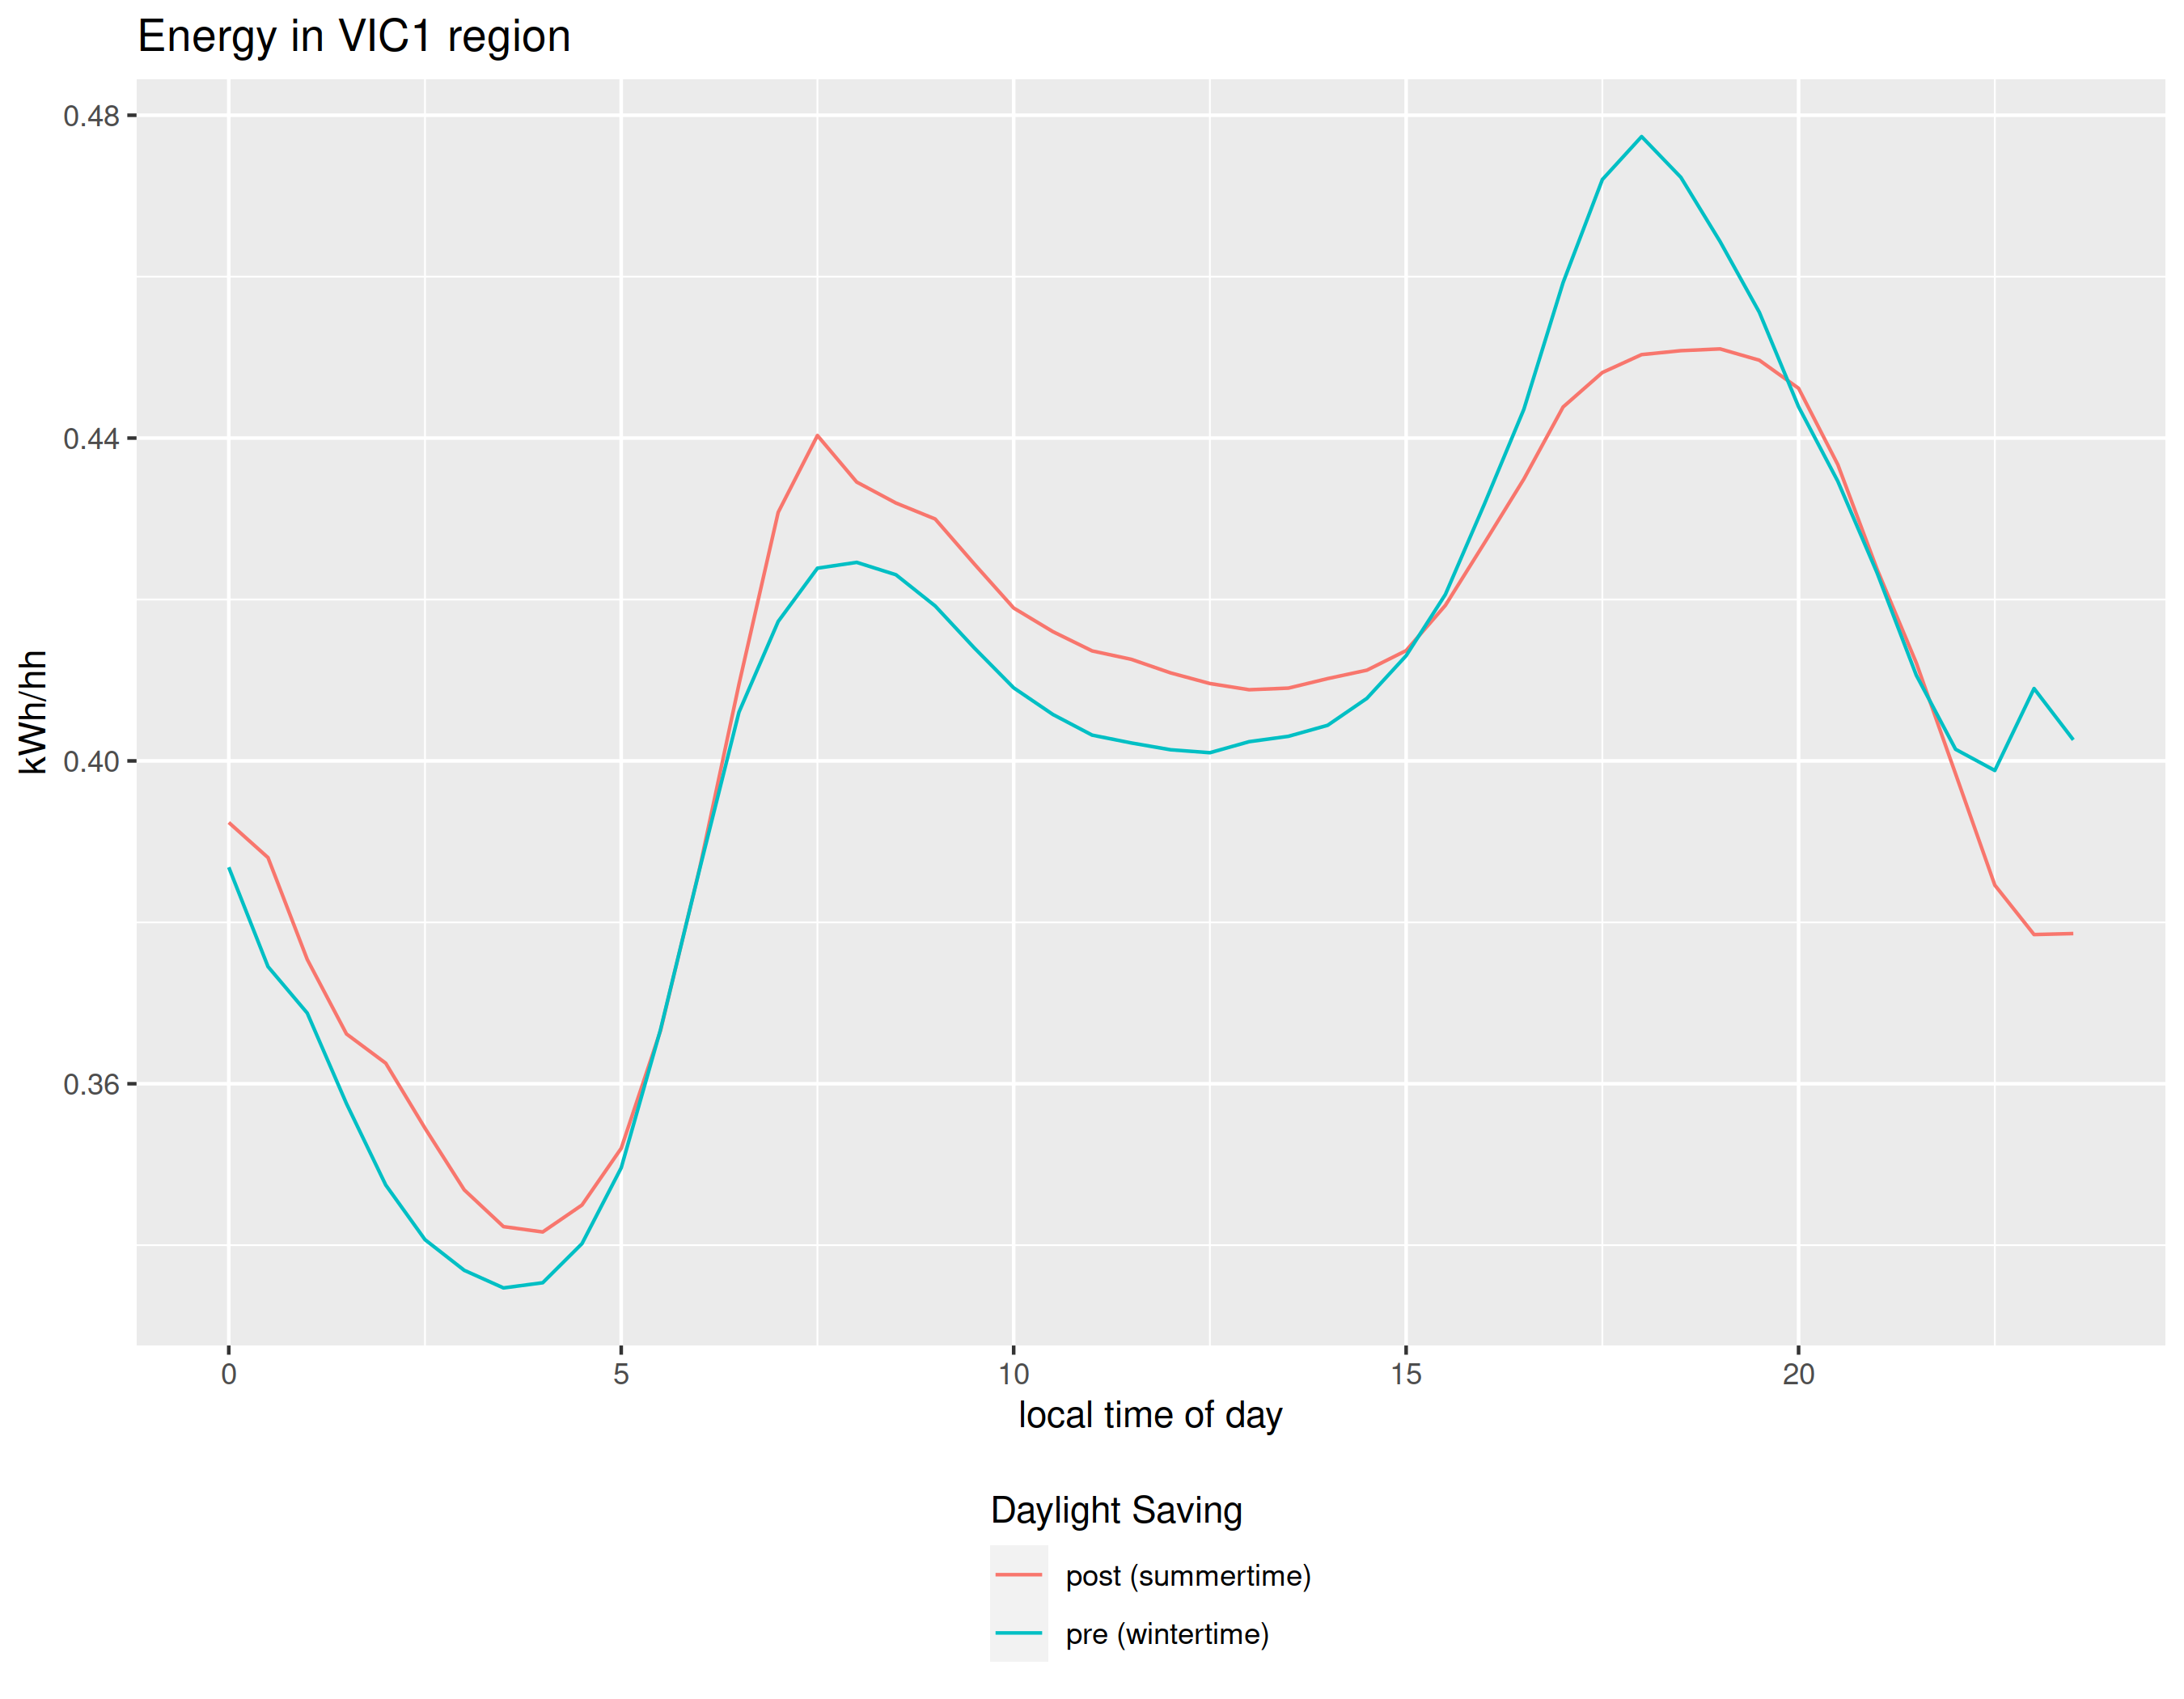 Energy in VIC1 region
kWh/hh
0.48
0.44
0.40
0.36
0 5 10 15 20
local time of day
Daylight Saving
post (summertime)
pre (wintertime)